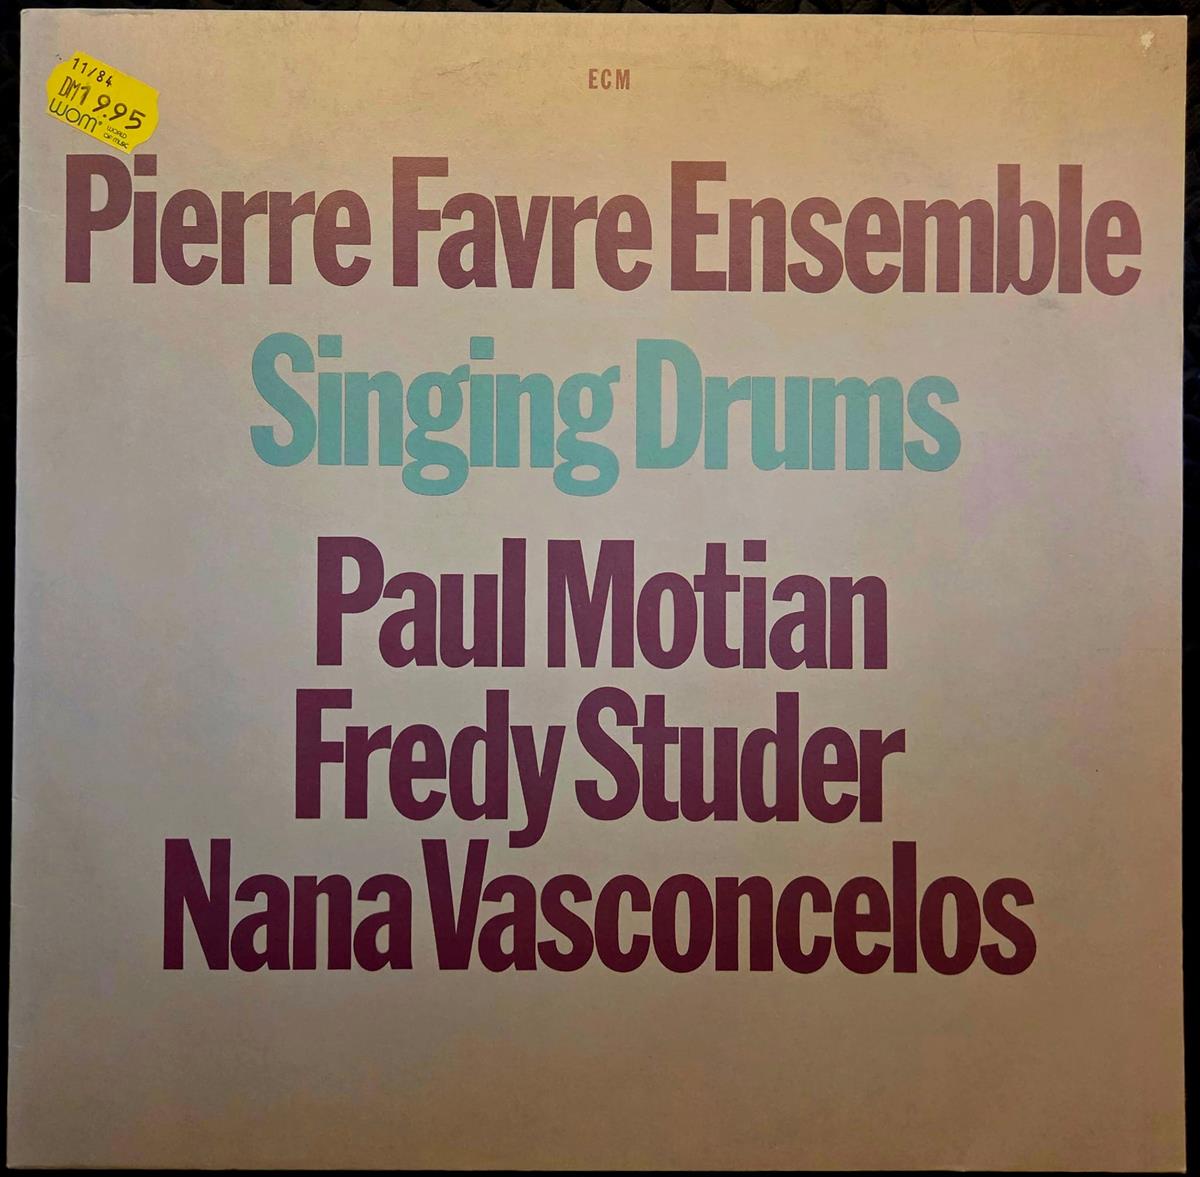 11/84
DM19.95
WOM WORLD
OF MUSIC
ECM
Pierre Favre Ensemble
Singing Drums
Paul Motian
Fredy Studer
Nana Vasconcelos